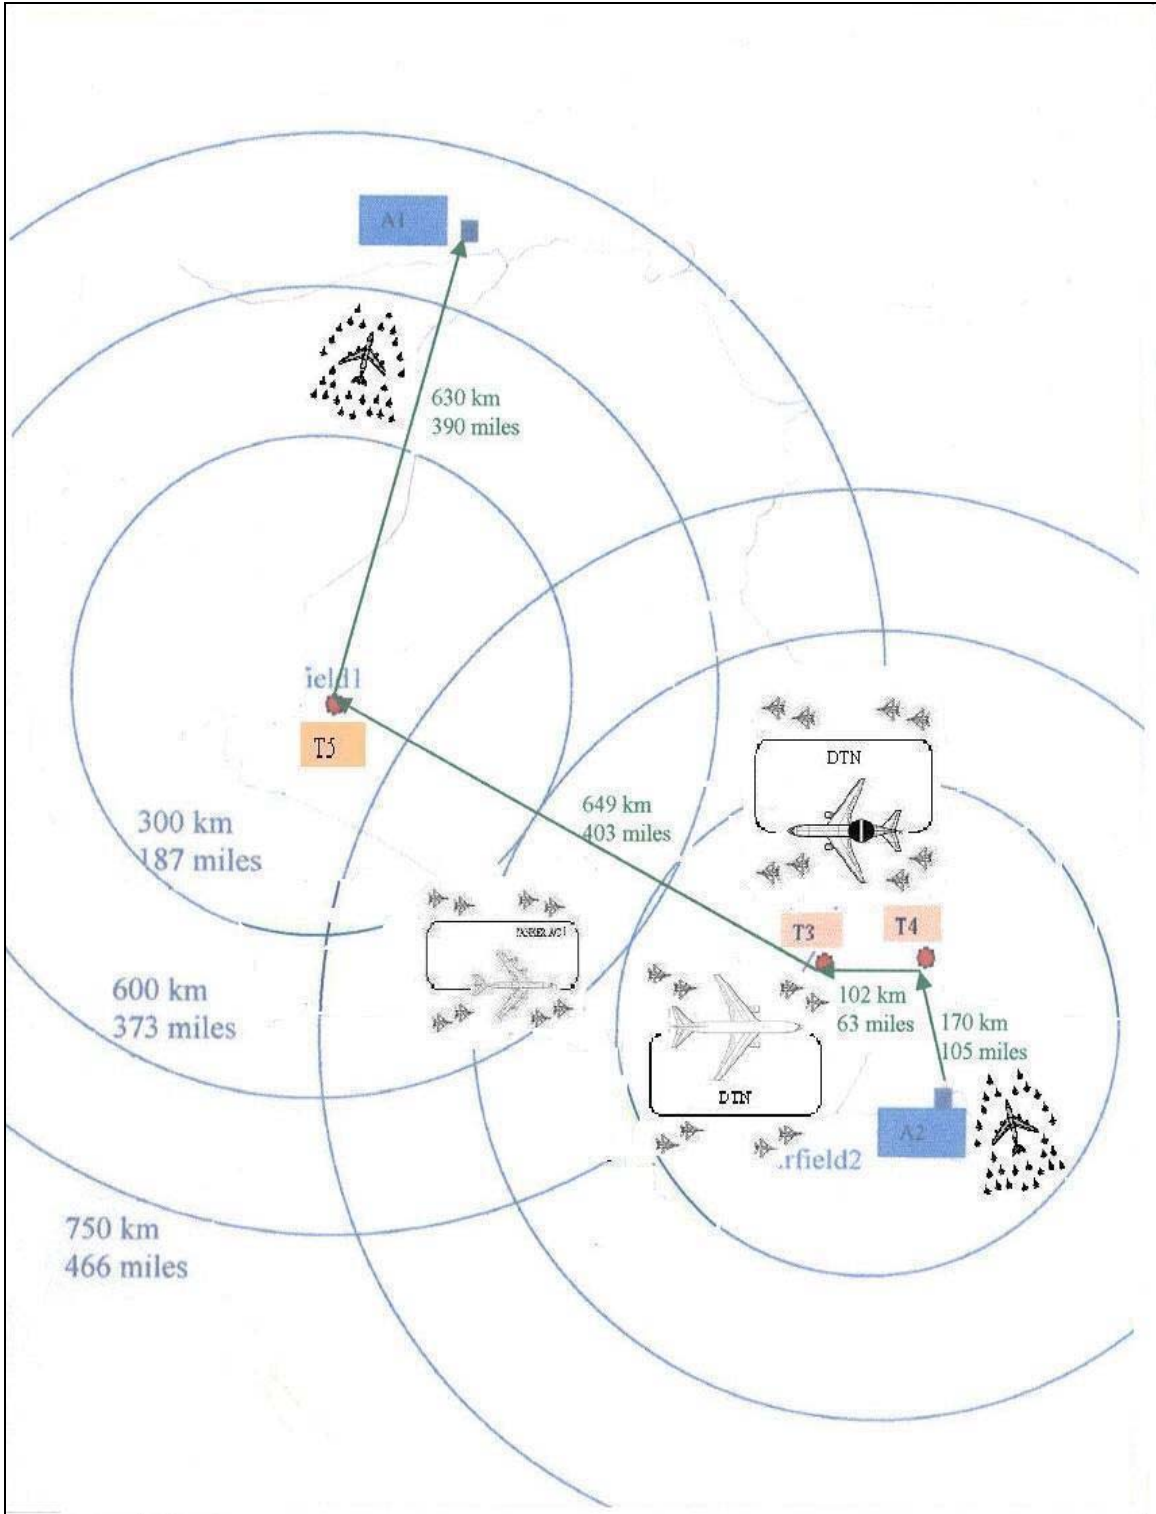 A1
630 km
390 miles
ield1
T5
DTN
300 km
187 miles
649 km
403 miles
T3
T4
600 km
373 miles
102 km
63 miles
170 km
105 miles
DTN
A2
.rfield2
750 km
466 miles